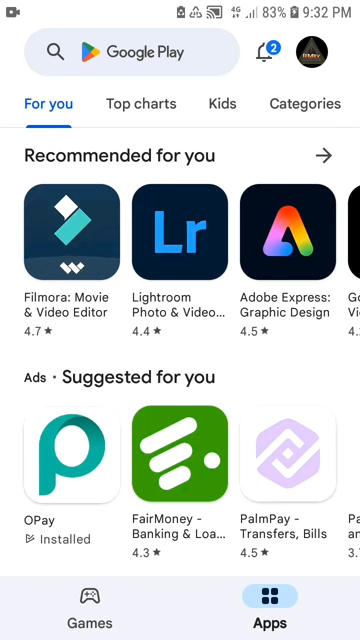 4G 83% 9:32 PM
Google Play
2
For you Top charts Kids Categories
Recommended for you
Lr
Filmora: Movie
& Video Editor
4.7 ★
Lightroom
Photo & Video...
4.4 ★
Adobe Express:
Graphic Design
4.5 ★
Ads • Suggested for you
OPay
Installed
FairMoney -
Banking & Loa...
4.3 ★
PalmPay -
Transfers, Bills
4.5 ★
Games Apps